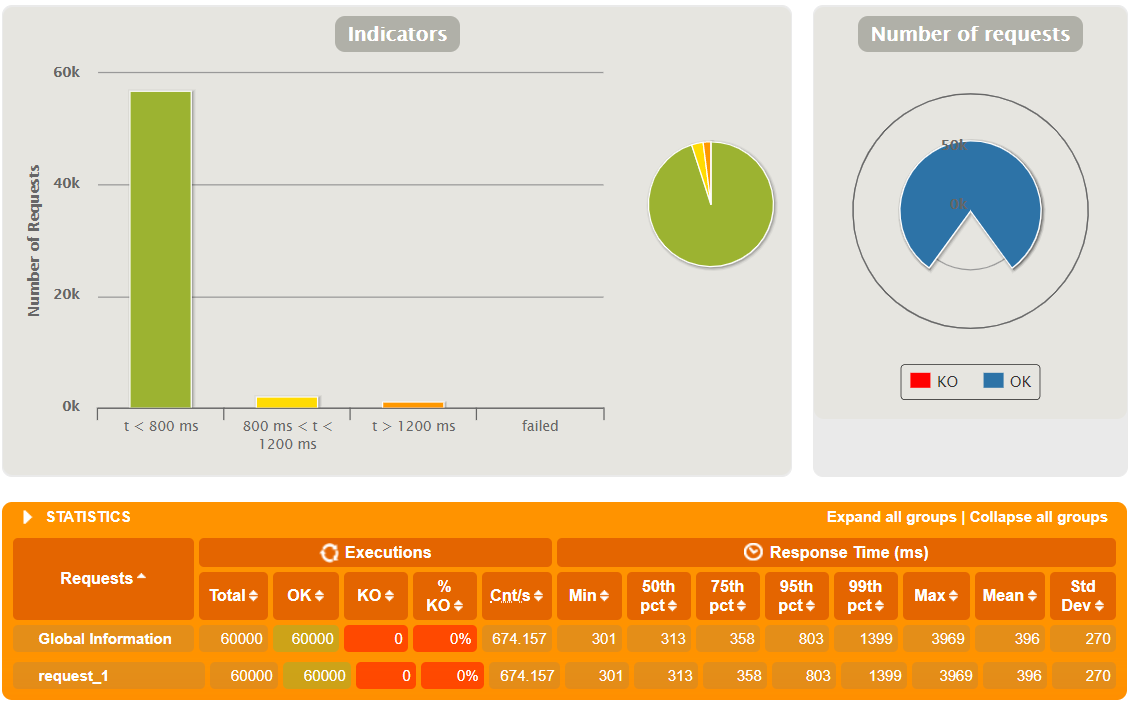 Indicators
Number of Requests
60k
40k
20k
0k
t < 800 ms
800 ms < t <
1200 ms
t > 1200 ms
failed
Number of requests
50k
0k
KO
OK
STATISTICS
Expand all groups | Collapse all groups
Requests
Executions
Response Time (ms)
Total
OK
KO
%
KO
Cnt/s
Min
50th
pct
75th
pct
95th
pct
99th
pct
Max
Mean
Std
Dev
Global Information 60000 60000 0 0% 674.157 301 313 358 803 1399 3969 396 270
request_1 60000 60000 0 0% 674.157 301 313 358 803 1399 3969 396 270